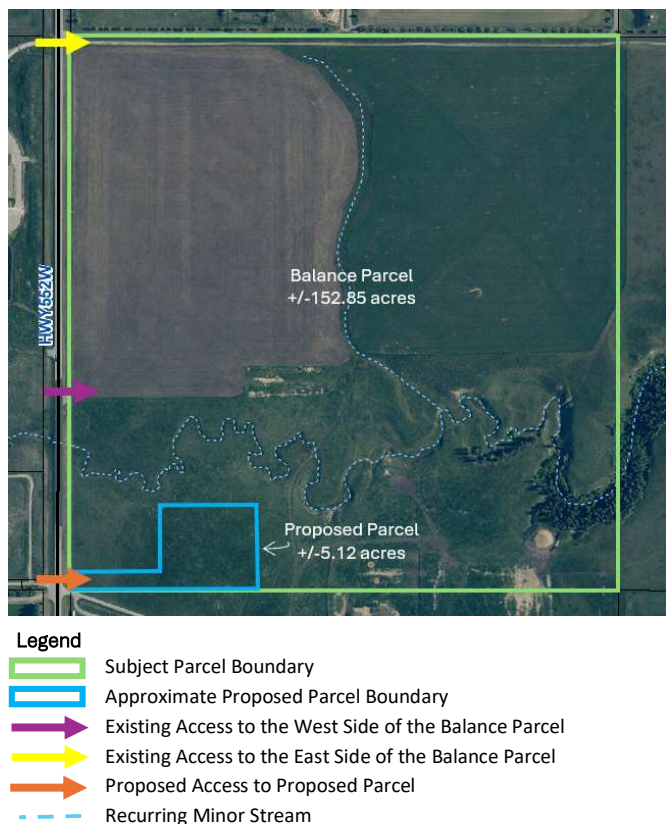 HWY552W
Balance Parcel
+/-152.85 acres
Proposed Parcel
+/-5.12 acres
Legend
Subject Parcel Boundary
Approximate Proposed Parcel Boundary
Existing Access to the West Side of the Balance Parcel
Existing Access to the East Side of the Balance Parcel
Proposed Access to Proposed Parcel
Recurring Minor Stream